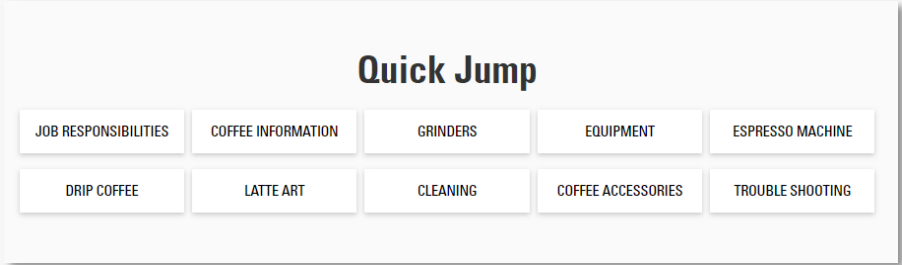 Quick Jump
JOB RESPONSIBILITIES
COFFEE INFORMATION
GRINDERS
EQUIPMENT
ESPRESSO MACHINE
DRIP COFFEE
LATTE ART
CLEANING
COFFEE ACCESSORIES
TROUBLE SHOOTING